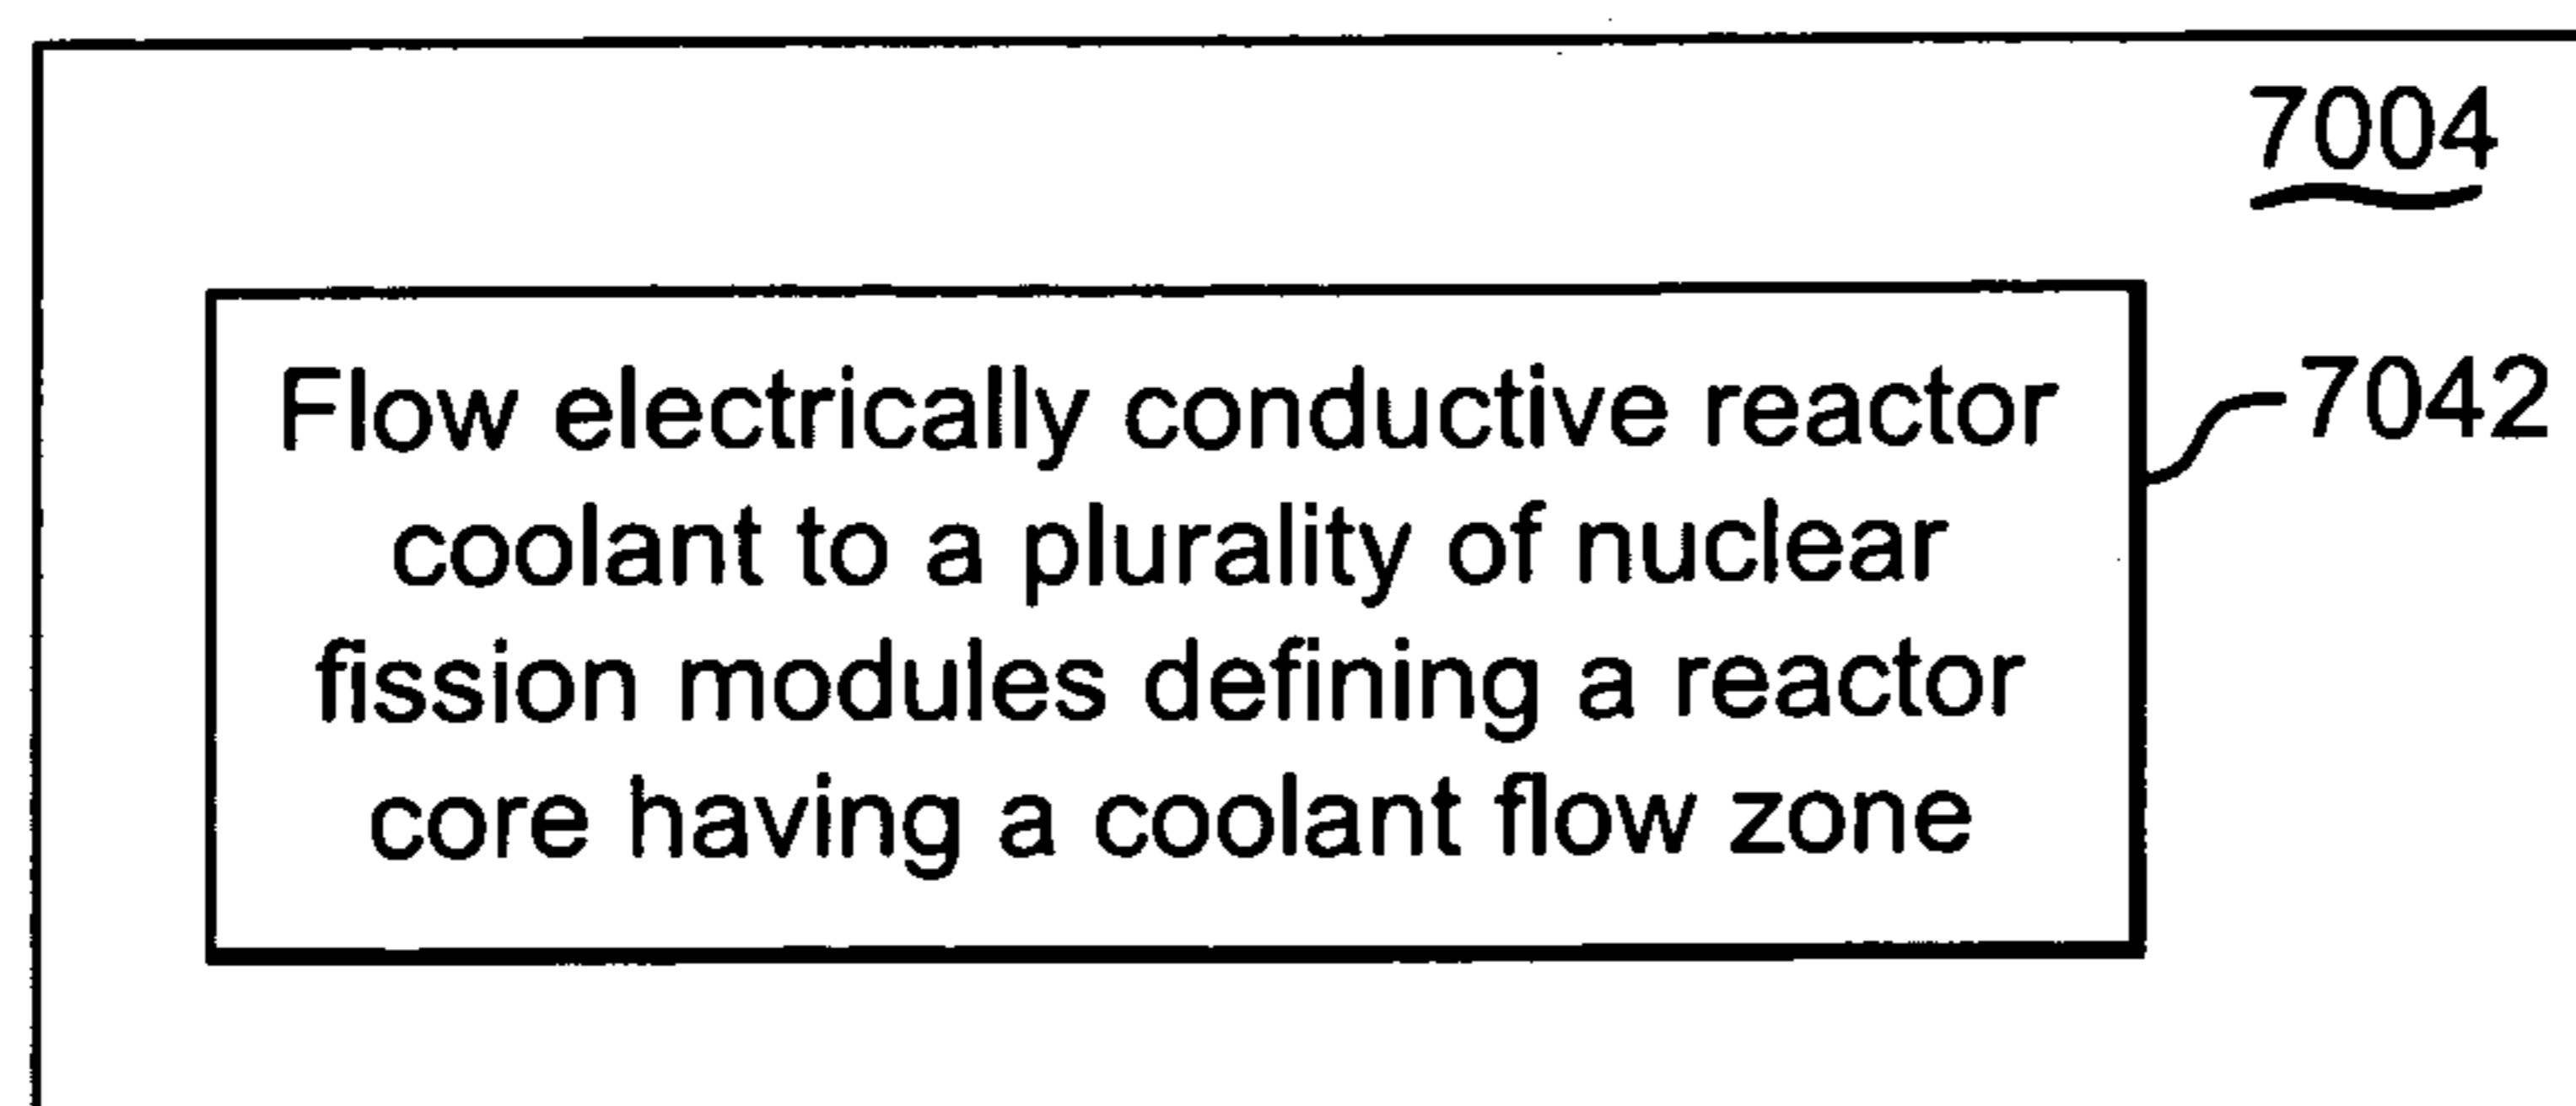 7004
Flow electrically conductive reactor
coolant to a plurality of nuclear
fission modules defining a reactor
core having a coolant flow zone
7042